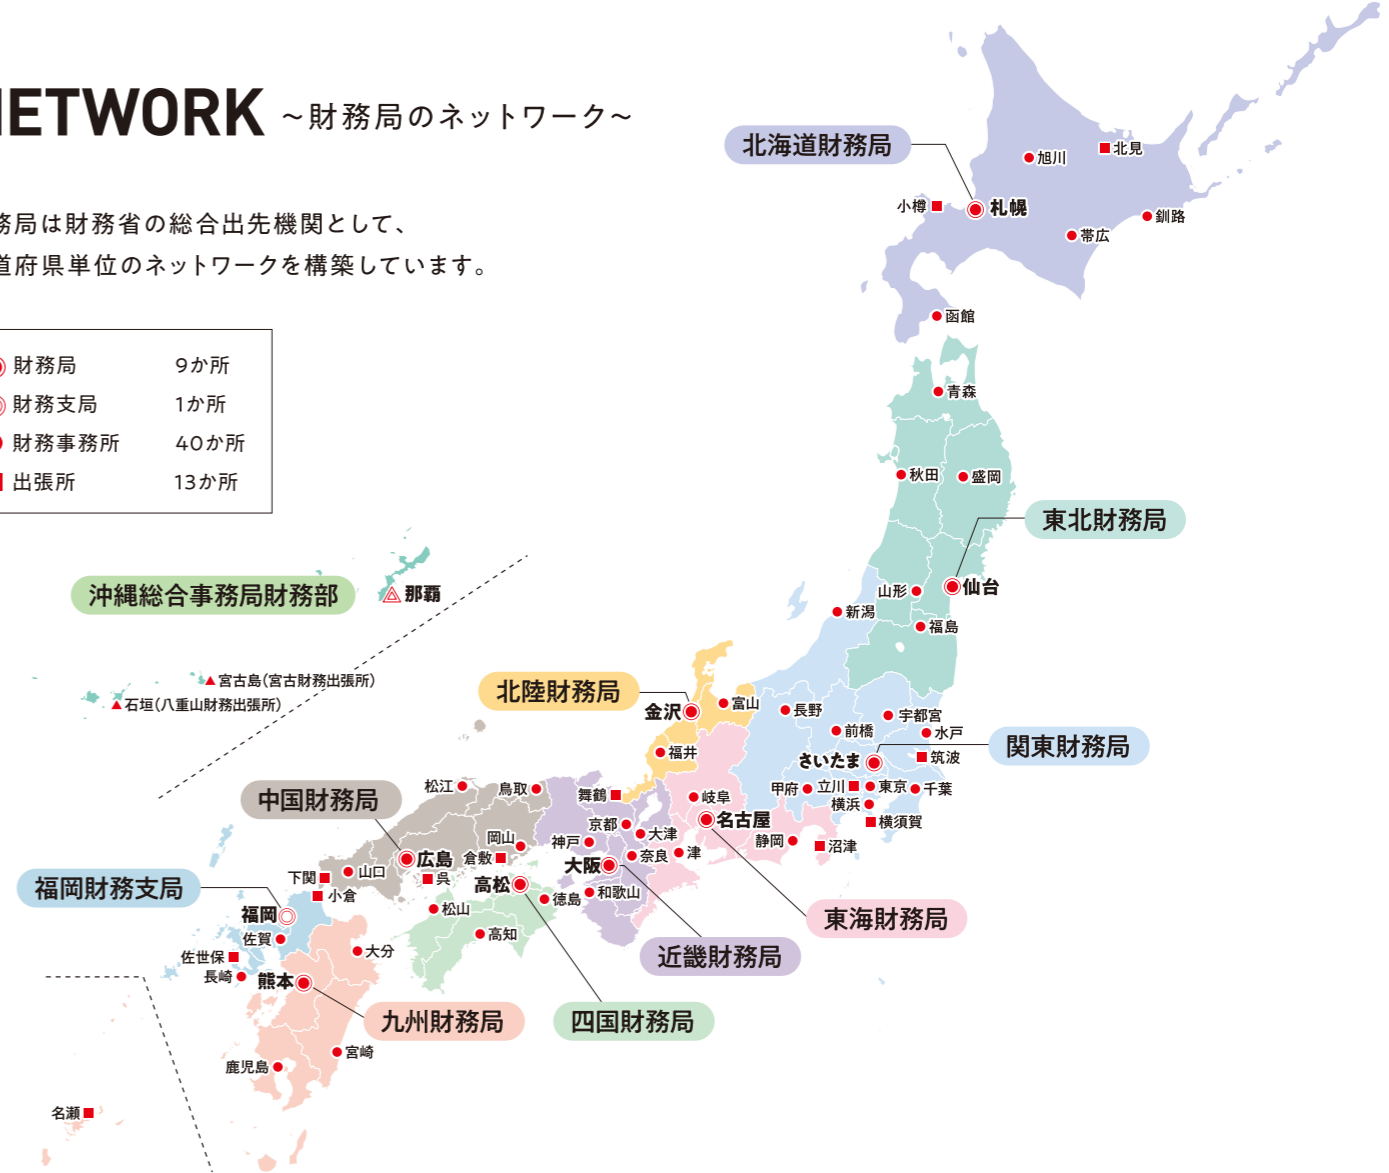 NETWORK ～財務局のネットワーク～
務局は財務省の総合出先機関として、
道府県単位のネットワークを構築しています。
財務局 9か所
財務支局 1か所
財務事務所 40か所
出張所 13か所
北海道財務局
旭川
北見
小樽
札幌
釧路
帯広
函館
青森
秋田
盛岡
東北財務局
山形
仙台
新潟
福島
沖縄総合事務局財務部
那覇
宮古島(宮古財務出張所)
石垣(八重山財務出張所)
北陸財務局
金沢
富山
福井
長野
宇都宮
前橋
水戸
関東財務局
さいたま
筑波
甲府
立川
東京
千葉
横浜
横須賀
中国財務局
松江
鳥取
舞鶴
岐阜
名古屋
京都
大津
静岡
沼津
岡山
神戸
奈良
津
広島
倉敷
大阪
下関
山口
呉
高松
小倉
徳島
和歌山
東海財務局
福岡財務支局
福岡
松山
高知
佐賀
大分
佐世保
長崎
近畿財務局
熊本
九州財務局
四国財務局
宮崎
鹿児島
名瀬